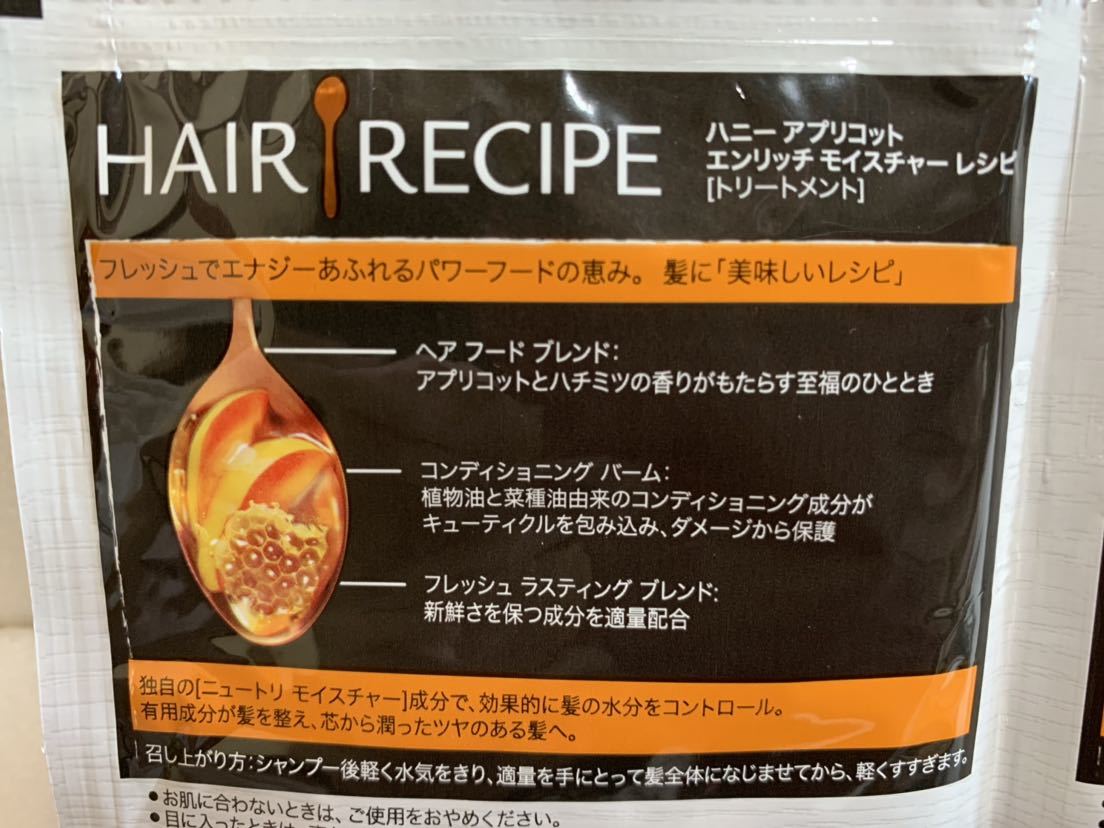 HAIR RECIPE
ハニー アプリコット
エンリッチ モイスチャー レシピ
[トリートメント]
フレッシュでエナジーあふれるパワーフードの恵み。 髪に「美味しいレシピ」
ヘア フード ブレンド:
アプリコットとハチミツの香りがもたらす至福のひととき
コンディショニング バーム:
植物油と菜種油由来のコンディショニング成分が
キューティクルを包み込み、ダメージから保護
フレッシュ ラスティング ブレンド:
新鮮さを保つ成分を適量配合
独自の[ニュートリ モイスチャー]成分で、効果的に髪の水分をコントロール。
有用成分が髪を整え、芯から潤ったツヤのある髪へ。
召し上がり方:シャンプー後軽く水気をきり、適量を手にとって髪全体になじませてから、軽くすすぎます。
●お肌に合わないときは、ご使用をおやめください。
●目に入ったときは、